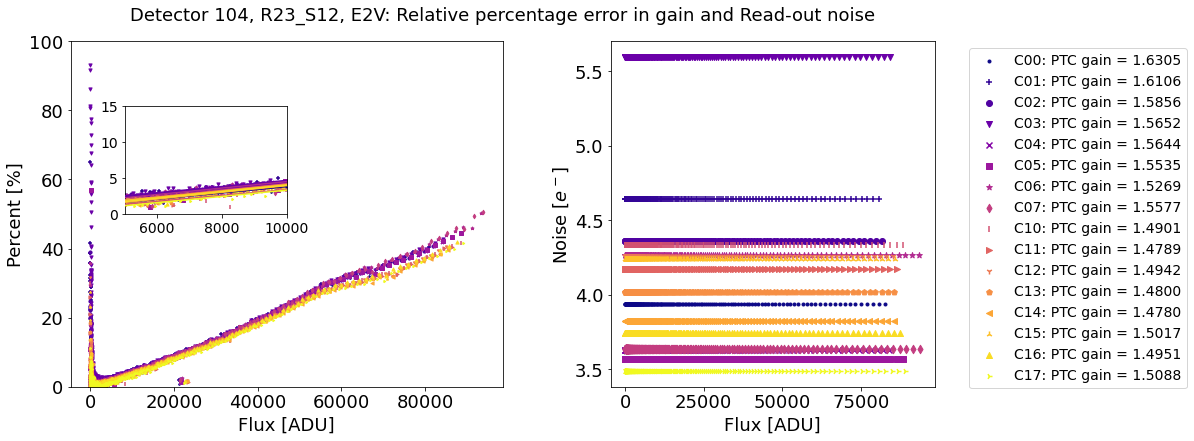 Detector 104, R23_S12, E2V: Relative percentage error in gain and Read-out noise
100
80
60
40
20
0
Percent [%]
15
10
5
0
6000 8000 10000
0 20000 40000 60000 80000
Flux [ADU]
5.5
5.0
4.5
4.0
3.5
Noise [e⁻]
0 25000 50000 75000
Flux [ADU]
C00: PTC gain = 1.6305
C01: PTC gain = 1.6106
C02: PTC gain = 1.5856
C03: PTC gain = 1.5652
C04: PTC gain = 1.5644
C05: PTC gain = 1.5535
C06: PTC gain = 1.5269
C07: PTC gain = 1.5577
C10: PTC gain = 1.4901
C11: PTC gain = 1.4789
C12: PTC gain = 1.4942
C13: PTC gain = 1.4800
C14: PTC gain = 1.4780
C15: PTC gain = 1.5017
C16: PTC gain = 1.4951
C17: PTC gain = 1.5088